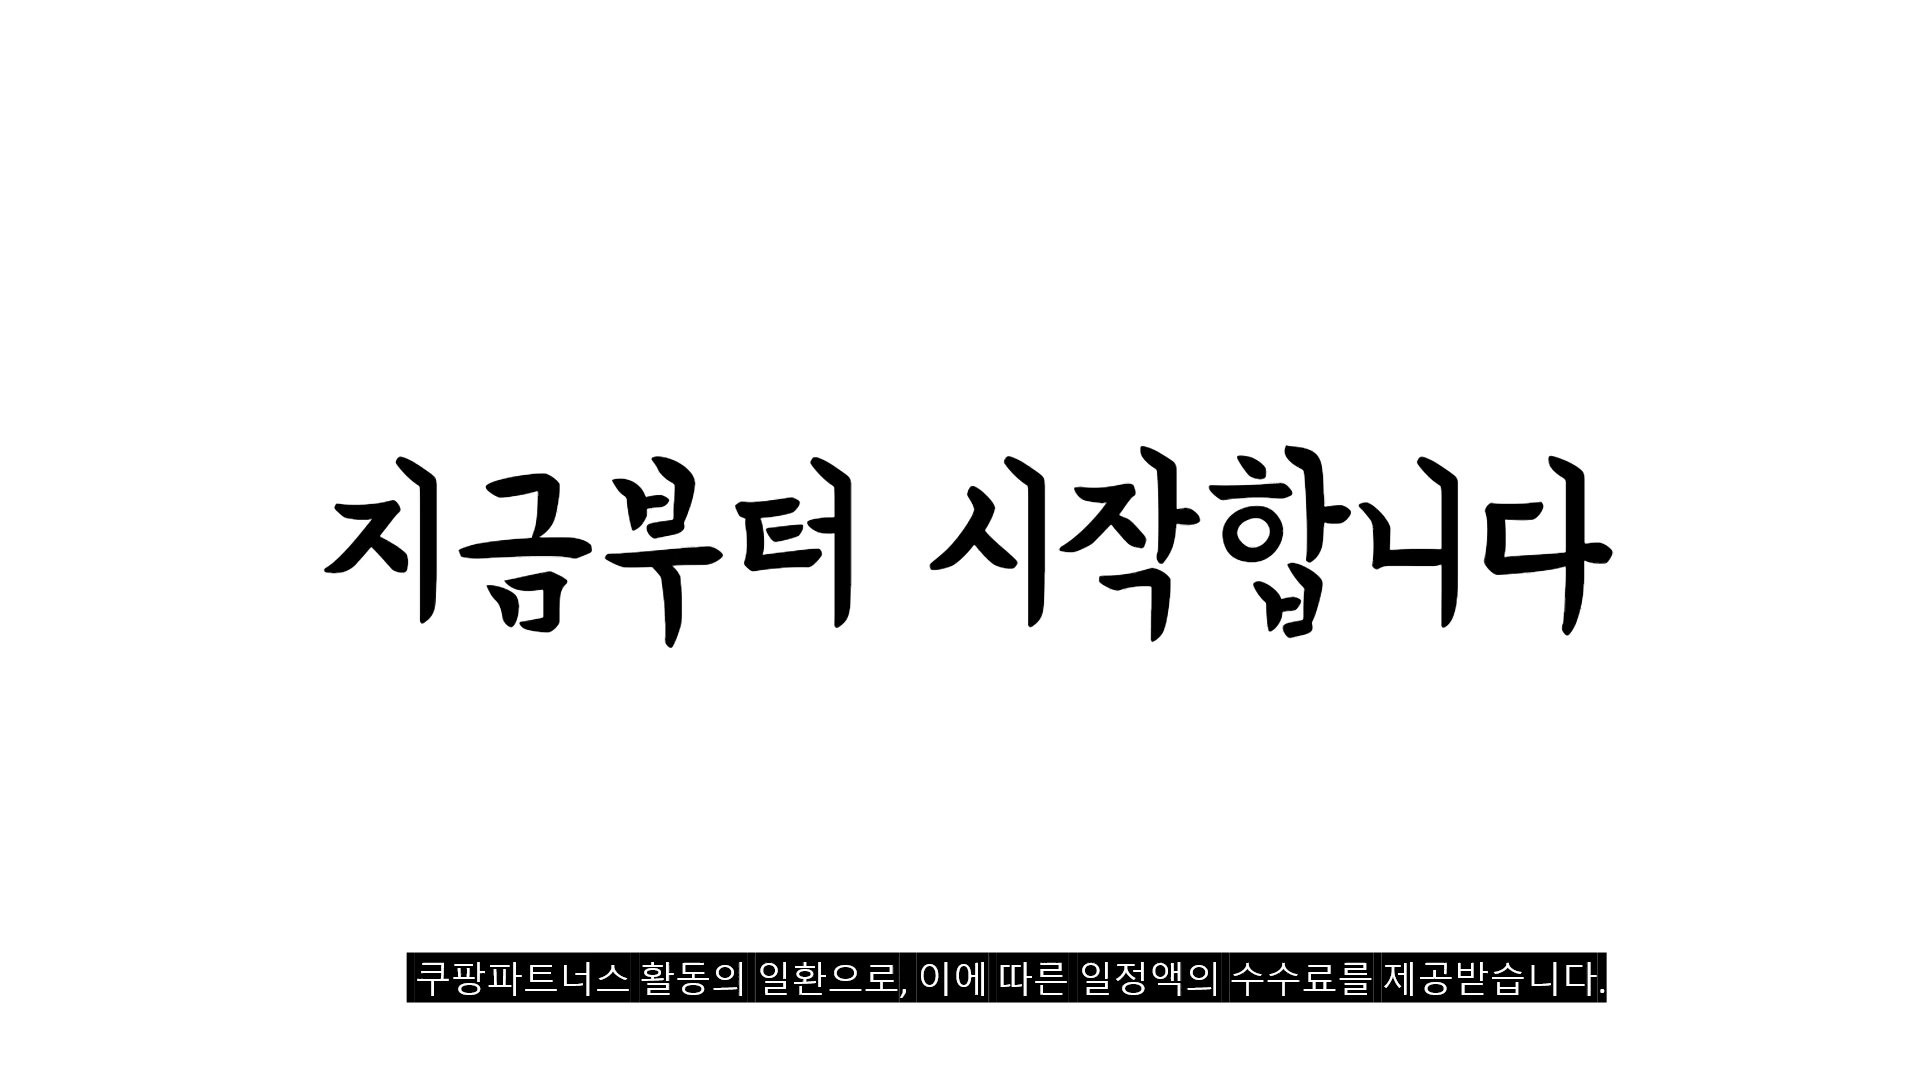 지금부터 시작합니다
쿠팡파트너스 활동의 일환으로, 이에 따른 일정액의 수수료를 제공받습니다.